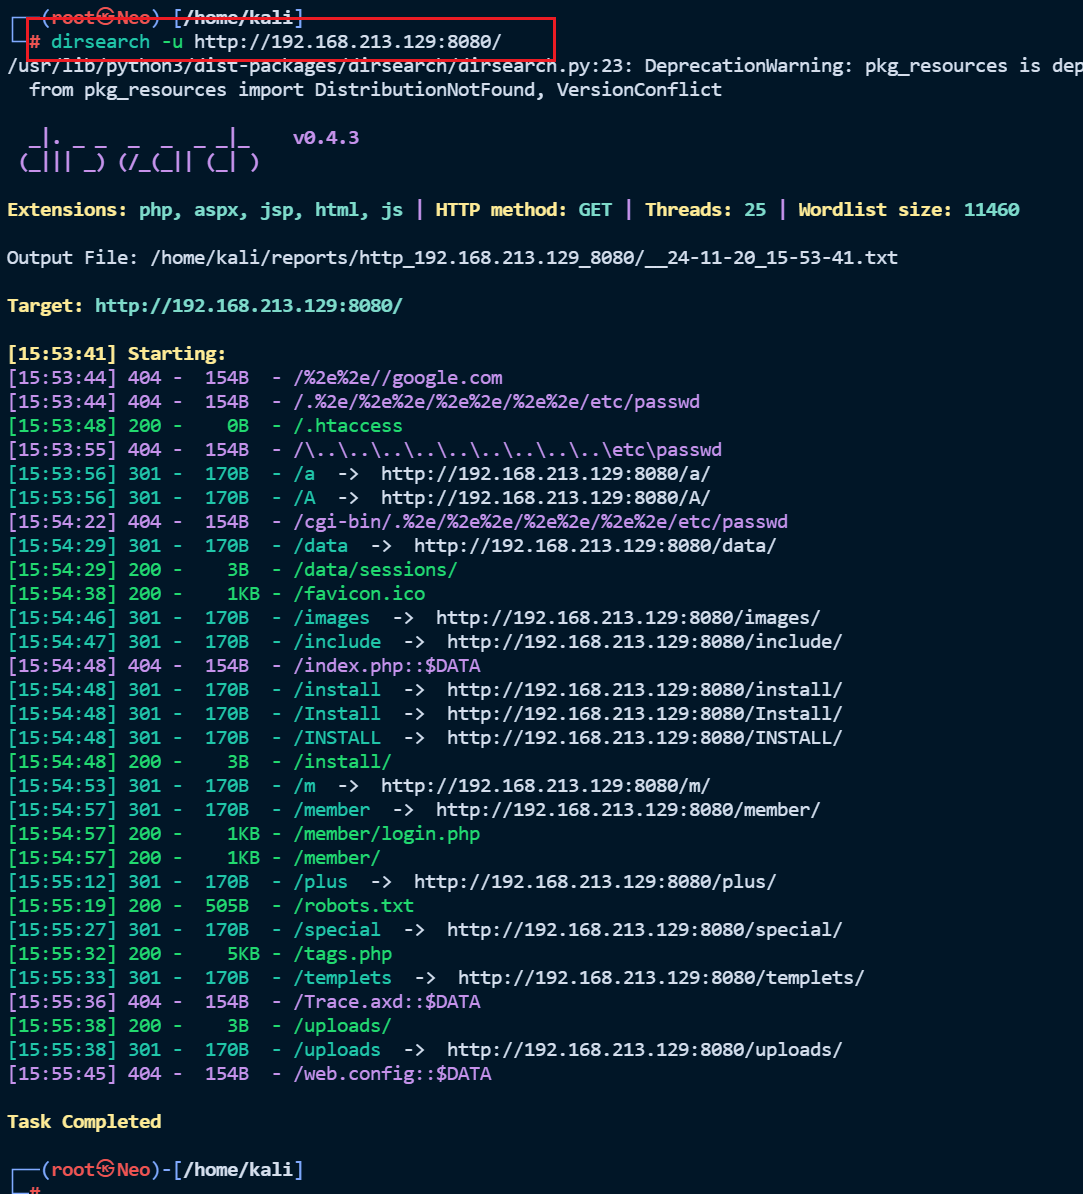 ┌──(root㉿Neo)-[/home/kali]
└─# dirsearch -u http://192.168.213.129:8080/
/usr/lib/python3/dist-packages/dirsearch/dirsearch.py:23: DeprecationWarning: pkg_resources is dep
  from pkg_resources import DistributionNotFound, VersionConflict
  _|. _ _  _  _  _ _|_    v0.4.3
 (_||| _) (/_(_|| (_| )
Extensions: php, aspx, jsp, html, js | HTTP method: GET | Threads: 25 | Wordlist size: 11460
Output File: /home/kali/reports/http_192.168.213.129_8080/__24-11-20_15-53-41.txt
Target: http://192.168.213.129:8080/
[15:53:41] Starting:
[15:53:44] 404 -  154B  - /%2e%2e//google.com
[15:53:44] 404 -  154B  - /.%2e/%2e%2e/%2e%2e/%2e%2e/etc/passwd
[15:53:48] 200 -    0B  - /.htaccess
[15:53:55] 404 -  154B  - /\..\..\..\..\..\..\..\..\..\etc\passwd
[15:53:56] 301 -  170B  - /a  ->  http://192.168.213.129:8080/a/
[15:53:56] 301 -  170B  - /A  ->  http://192.168.213.129:8080/A/
[15:54:22] 404 -  154B  - /cgi-bin/.%2e/%2e%2e/%2e%2e/%2e%2e/etc/passwd
[15:54:29] 301 -  170B  - /data  ->  http://192.168.213.129:8080/data/
[15:54:29] 200 -    3B  - /data/sessions/
[15:54:38] 200 -    1KB - /favicon.ico
[15:54:46] 301 -  170B  - /images  ->  http://192.168.213.129:8080/images/
[15:54:47] 301 -  170B  - /include  ->  http://192.168.213.129:8080/include/
[15:54:48] 404 -  154B  - /index.php::$DATA
[15:54:48] 301 -  170B  - /install  ->  http://192.168.213.129:8080/install/
[15:54:48] 301 -  170B  - /Install  ->  http://192.168.213.129:8080/Install/
[15:54:48] 301 -  170B  - /INSTALL  ->  http://192.168.213.129:8080/INSTALL/
[15:54:48] 200 -    3B  - /install/
[15:54:53] 301 -  170B  - /m  ->  http://192.168.213.129:8080/m/
[15:54:57] 301 -  170B  - /member  ->  http://192.168.213.129:8080/member/
[15:54:57] 200 -    1KB - /member/login.php
[15:54:57] 200 -    1KB - /member/
[15:55:12] 301 -  170B  - /plus  ->  http://192.168.213.129:8080/plus/
[15:55:19] 200 -  505B  - /robots.txt
[15:55:27] 301 -  170B  - /special  ->  http://192.168.213.129:8080/special/
[15:55:32] 200 -    5KB - /tags.php
[15:55:33] 301 -  170B  - /templets  ->  http://192.168.213.129:8080/templets/
[15:55:36] 404 -  154B  - /Trace.axd::$DATA
[15:55:38] 200 -    3B  - /uploads/
[15:55:38] 301 -  170B  - /uploads  ->  http://192.168.213.129:8080/uploads/
[15:55:45] 404 -  154B  - /web.config::$DATA
Task Completed
┌──(root㉿Neo)-[/home/kali]
└─#